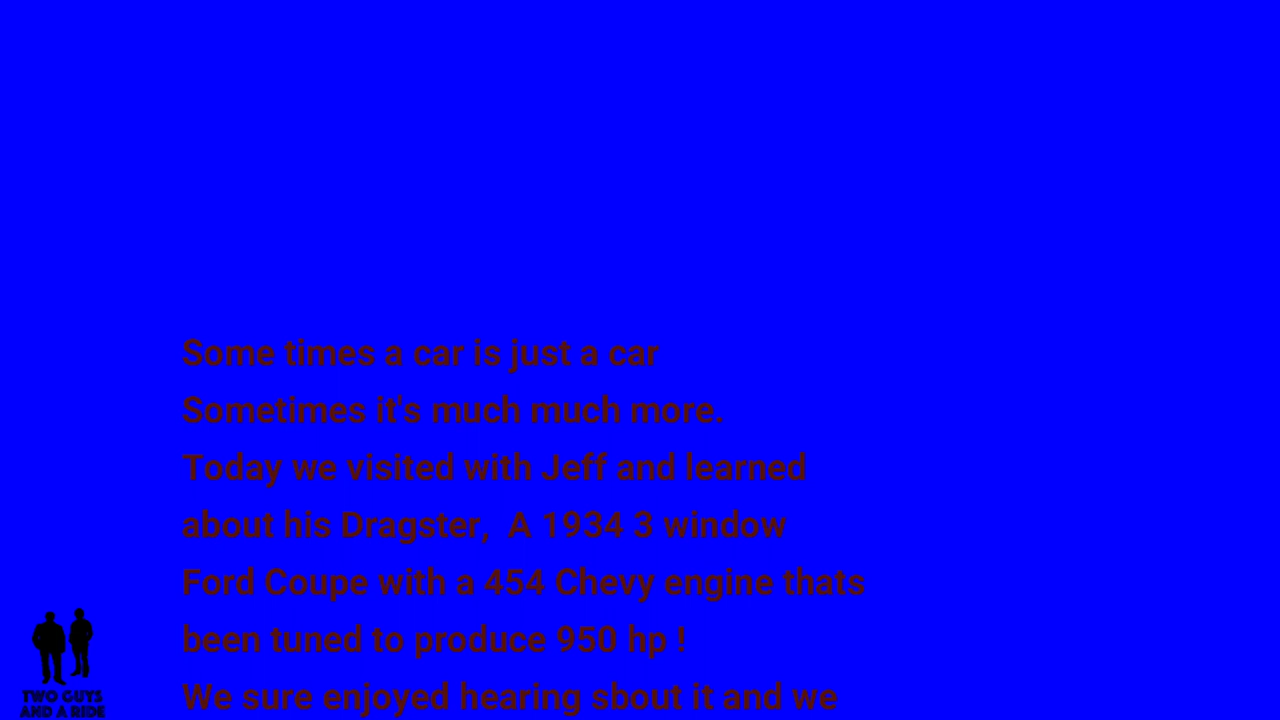 Some times a car is just a car
Sometimes it's much much more.
Today we visited with Jeff and learned
about his Dragster,  A 1934 3 window
Ford Coupe with a 454 Chevy engine thats
been tuned to produce 950 hp !
We sure enjoyed hearing sbout it and we
TWO GUYS
AND A RIDE